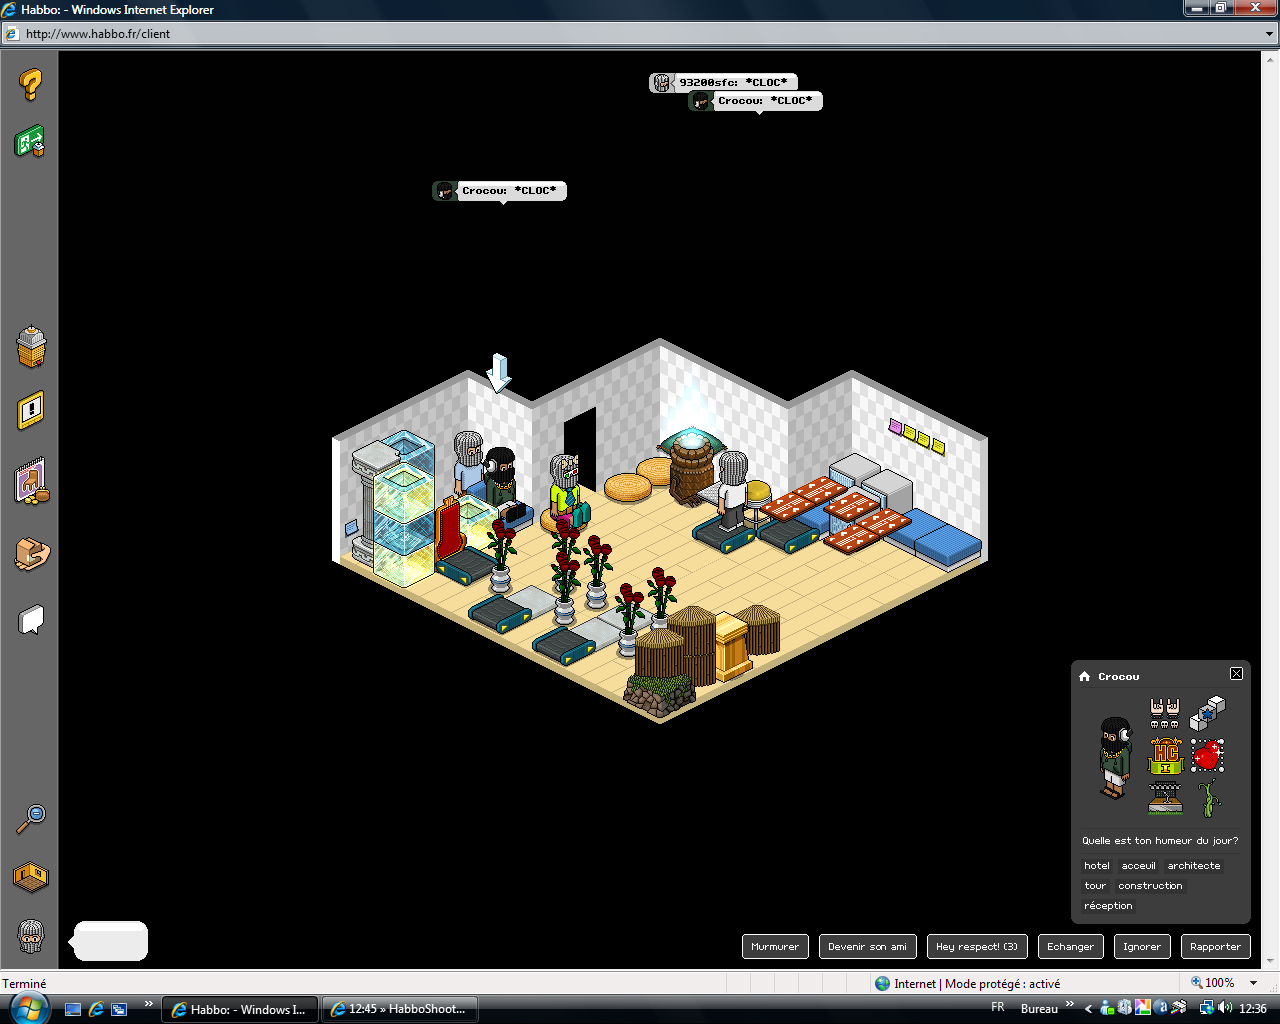 Habbo: - Windows Internet Explorer
http://www.habbo.fr/client
93200sfc: *CLOC*
Crocou: *CLOC*
Crocou: *CLOC*
Crocou
HC
I
Quelle est ton humeur du jour?
hotel acceuil architecte
tour construction
réception
Murmurer Devenir son ami Hey respect! (3) Echanger Ignorer Rapporter
Terminé Internet | Mode protégé : activé 100%
Habbo: - Windows I... 12:45 » HabboShoot... FR Bureau 12:36